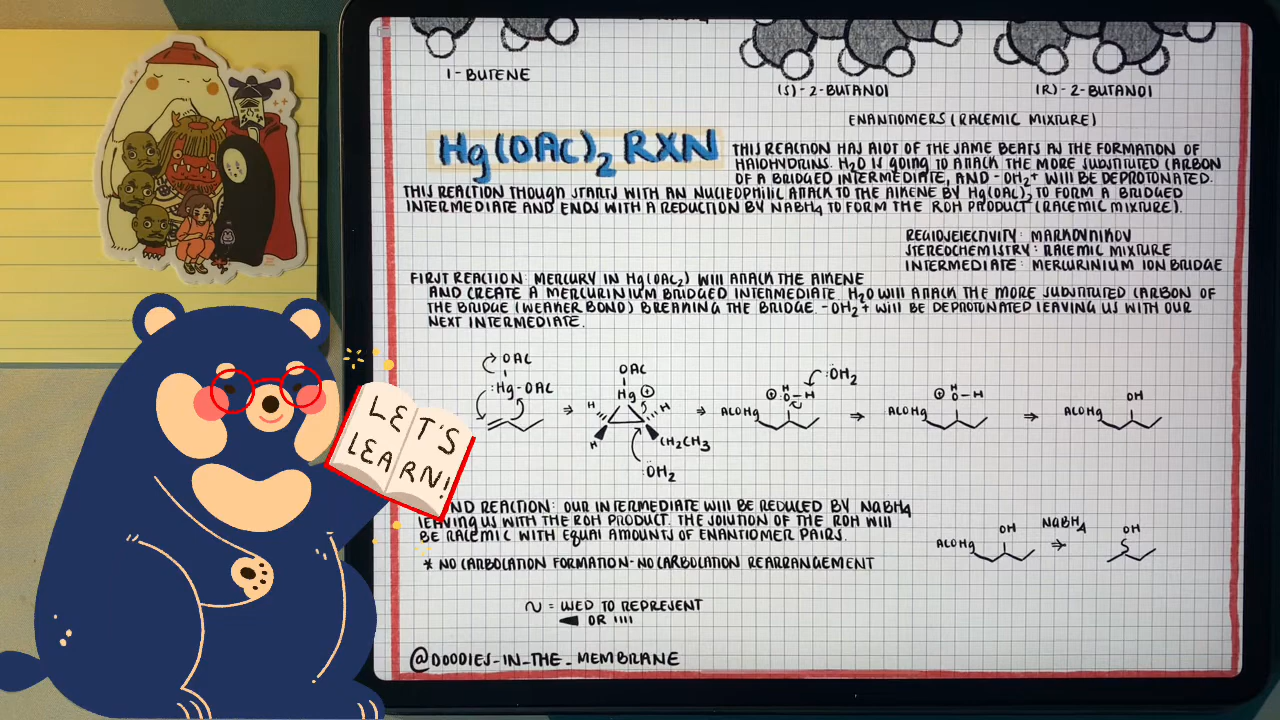 1-BUTENE
(S)-2-BUTANOL
(R)-2-BUTANOL
ENANTIOMERS (RACEMIC MIXTURE)
Hg(OAC)2 RXN
THIS REACTION HAS A LOT OF THE SAME BEATS AS THE FORMATION OF
HALOHYDRINS. H2O IS GOING TO ATTACK THE MORE SUBSTITUTED CARBON
OF A BRIDGED INTERMEDIATE, AND -OH2+ WILL BE DEPROTONATED.
THIS REACTION THOUGH STARTS WITH AN NUCLEOPHILIC ATTACK TO THE ALKENE BY Hg(OAC)2 TO FORM A BRIDGED
INTERMEDIATE AND ENDS WITH A REDUCTION BY NABH4 TO FORM THE ROH PRODUCT (RACEMIC MIXTURE).
REGIOSELECTIVITY: MARKOVNIKOV
STEREOCHEMISTRY: RACEMIC MIXTURE
INTERMEDIATE: MERCURINIUM ION BRIDGE
FIRST REACTION: MERCURY IN Hg(OAC2) WILL ATTACK THE ALKENE
AND CREATE A MERCURINIUM BRIDGED INTERMEDIATE. H2O WILL ATTACK THE MORE SUBSTITUTED CARBON OF
THE BRIDGE (WEAKER BOND) BREAKING THE BRIDGE. -OH2+ WILL BE DEPROTONATED LEAVING US WITH OUR
NEXT INTERMEDIATE.
OAC
:Hg-OAC
⇒
OAC
Hg ⊕
H
H
H
CH2CH3
:ÖH2
⇒
H
⊕ :O-H
:ÖH2
ACOHg
⇒
H
⊕ :O-H
ACOHg
⇒
OH
ACOHg
LET'S
LEARN!
ND REACTION: OUR INTERMEDIATE WILL BE REDUCED BY NABH4
LEAVING US WITH THE ROH PRODUCT. THE SOLUTION OF THE ROH WILL
BE RACEMIC WITH EQUAL AMOUNTS OF ENANTIOMER PAIRS.
OH
ACOHg
NABH4
⇒
OH
* NO CARBOCATION FORMATION-NO CARBOCATION REARRANGEMENT
~ = USED TO REPRESENT
OR ıııı
@DOODLES-IN_THE_MEMBRANE